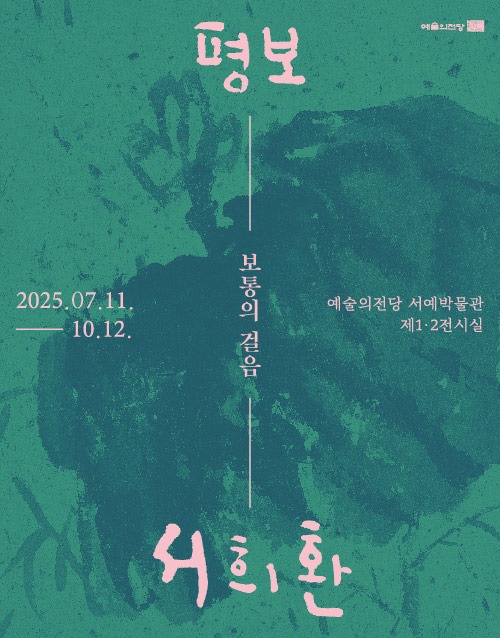 예술의전당
평보
보통의 걸음
2025.07.11.
10.12.
예술의전당 서예박물관
제1·2전시실
서희환